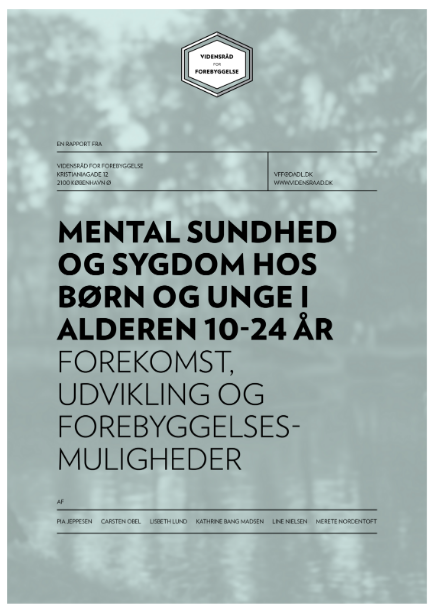 VIDENSRÅD
FOR
FOREBYGGELSE
EN RAPPORT FRA
VIDENSRÅD FOR FOREBYGGELSE
KRISTIANIAGADE 12
2100 KØBENHAVN Ø
VFF@DADL.DK
WWW.VIDENSRAAD.DK
MENTAL SUNDHED
OG SYGDOM HOS
BØRN OG UNGE I
ALDEREN 10-24 ÅR
FOREKOMST,
UDVIKLING OG
FOREBYGGELSES-
MULIGHEDER
AF
PIA JEPPESEN CARSTEN OBEL LISBETH LUND KATHRINE BANG MADSEN LINE NIELSEN MERETE NORDENTOFT